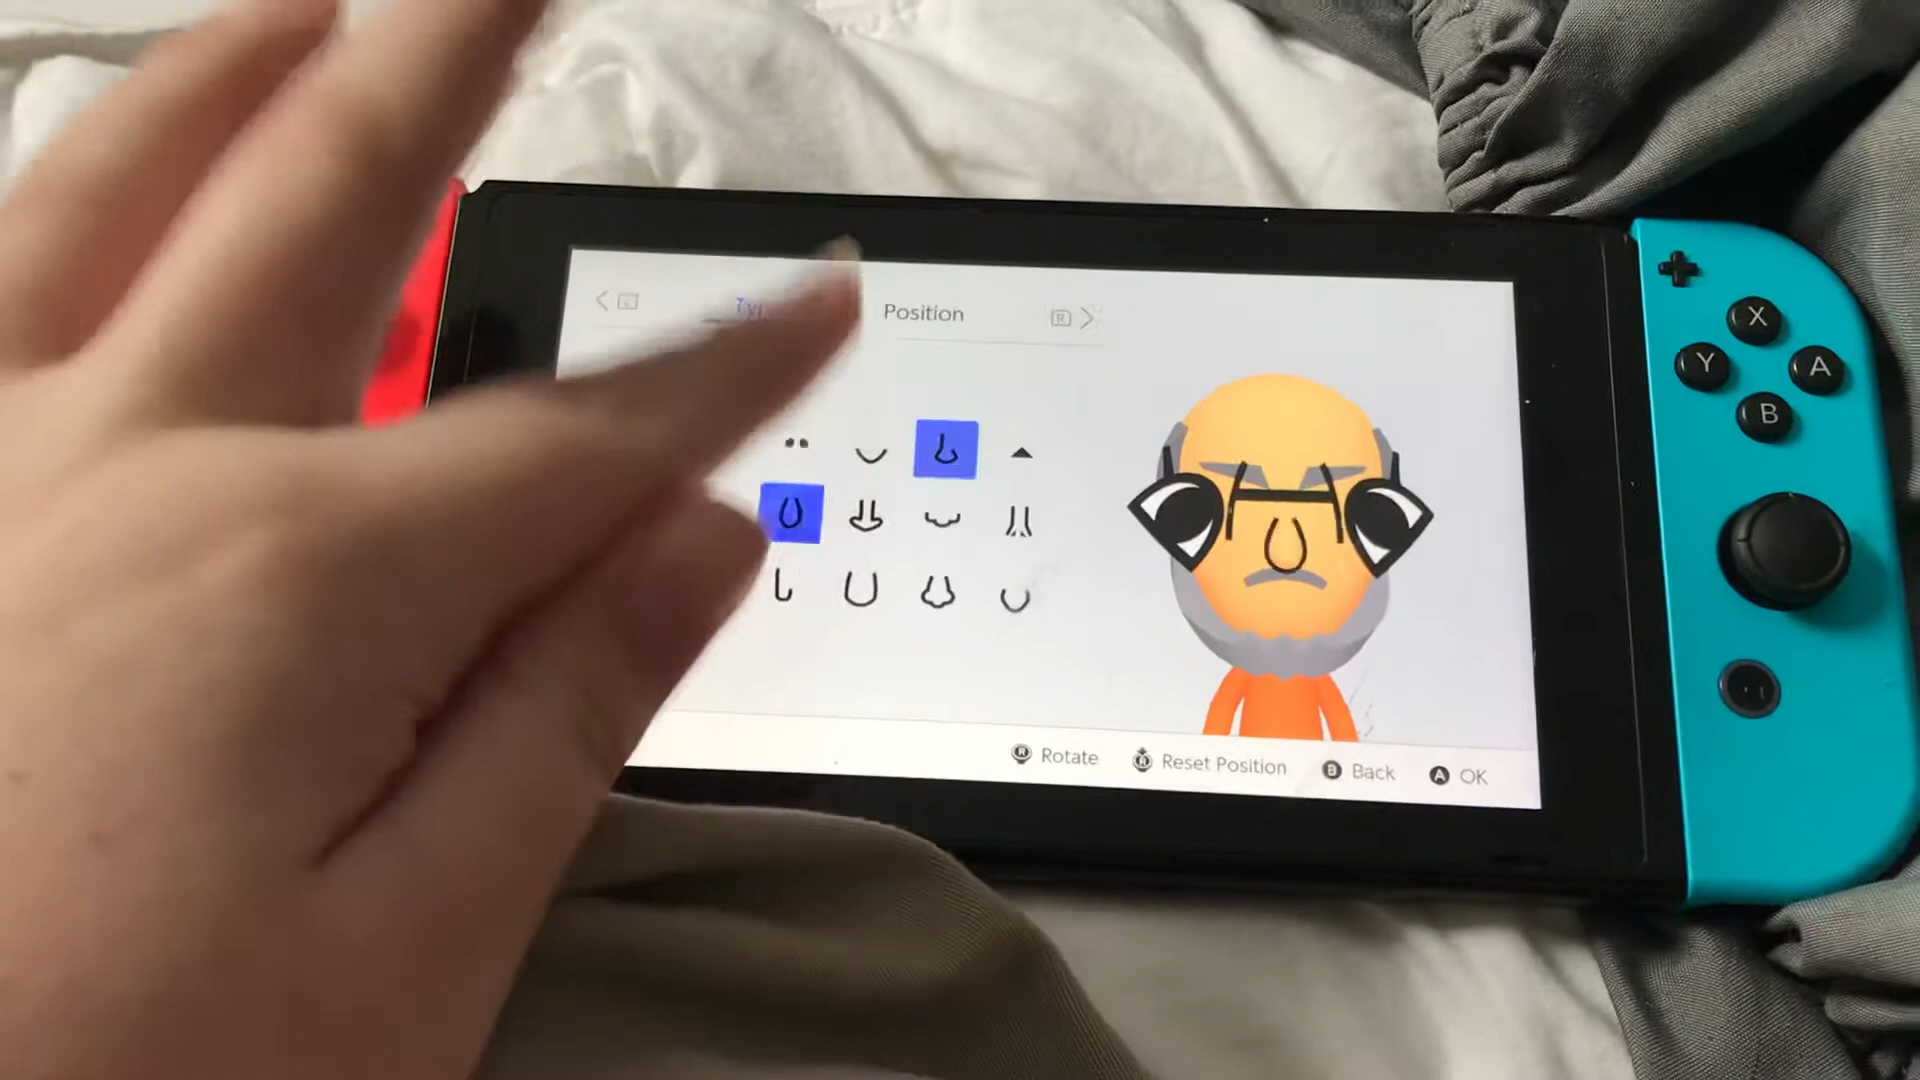 Position
R
Rotate
Reset Position
B Back
A OK
X
Y
A
B